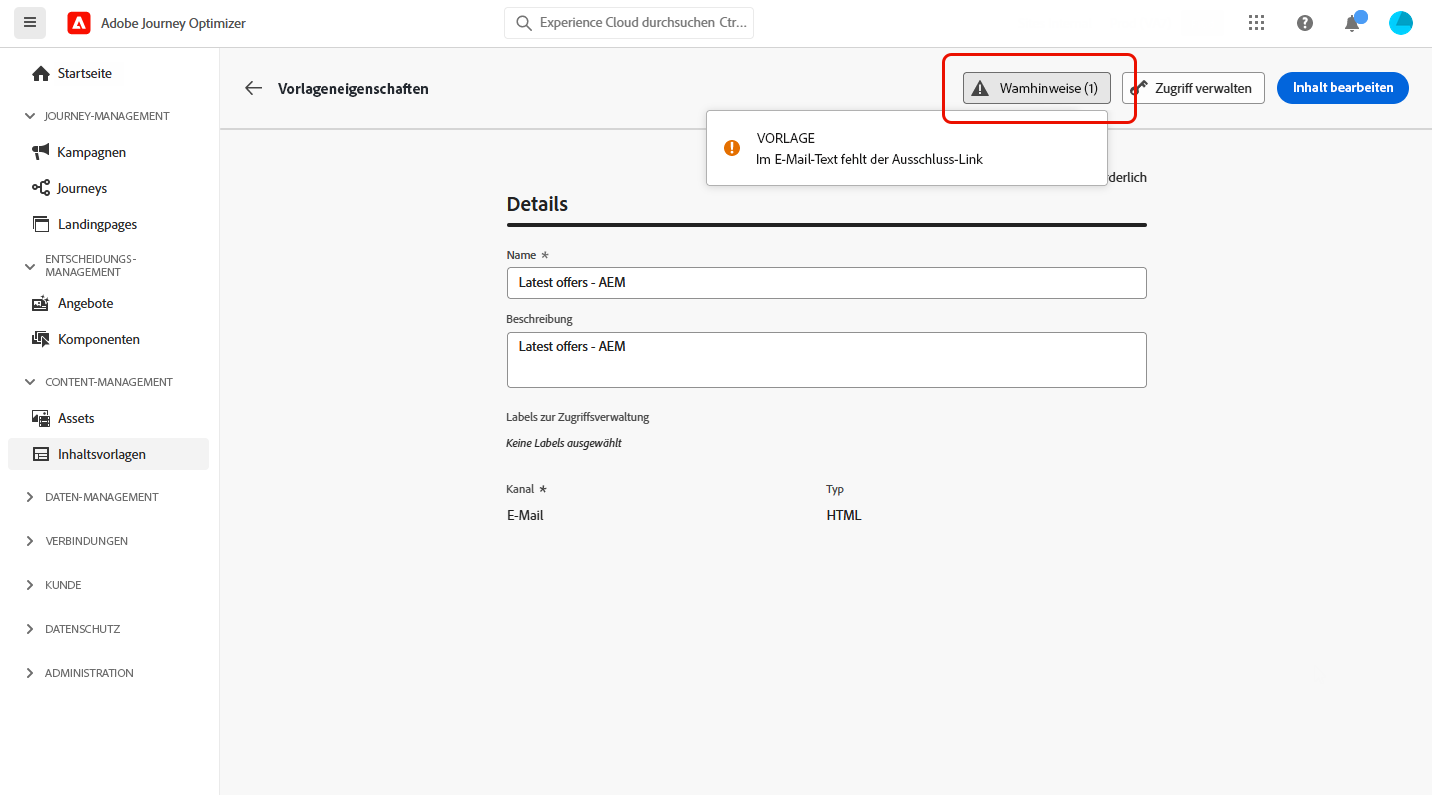 Adobe Journey Optimizer
Experience Cloud durchsuchen Ctr...
Startseite
JOURNEY-MANAGEMENT
Kampagnen
Journeys
Landingpages
ENTSCHEIDUNGS-
MANAGEMENT
Angebote
Komponenten
CONTENT-MANAGEMENT
Assets
Inhaltsvorlagen
DATEN-MANAGEMENT
VERBINDUNGEN
KUNDE
DATENSCHUTZ
ADMINISTRATION
Vorlageneigenschaften
Warnhinweise (1)
Zugriff verwalten
Inhalt bearbeiten
VORLAGE
Im E-Mail-Text fehlt der Ausschluss-Link
derlich
Details
Name *
Latest offers - AEM
Beschreibung
Latest offers - AEM
Labels zur Zugriffsverwaltung
Keine Labels ausgewählt
Kanal *
Typ
E-Mail
HTML